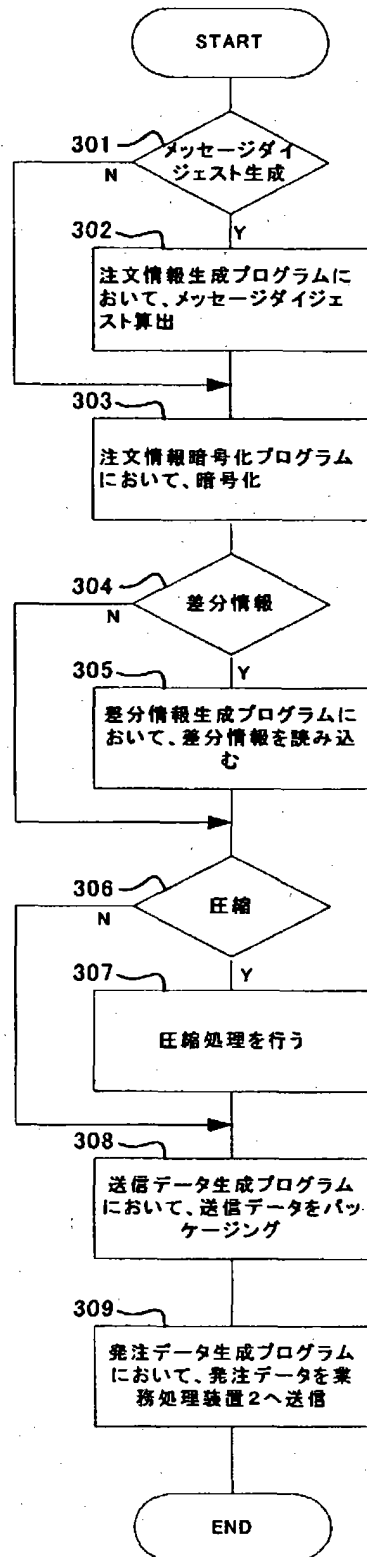 START
301
メッセージダイ
ジェスト生成
N
Y
302
注文情報生成プログラムに
おいて、メッセージダイジェ
スト算出
303
注文情報暗号化プログラム
において、暗号化
304
差分情報
N
Y
305
差分情報生成プログラムに
おいて、差分情報を読み込
む
306
圧縮
N
Y
307
圧縮処理を行う
308
送信データ生成プログラム
において、送信データをパッ
ケージング
309
発注データ生成プログラム
において、発注データを業
務処理装置2へ送信
END